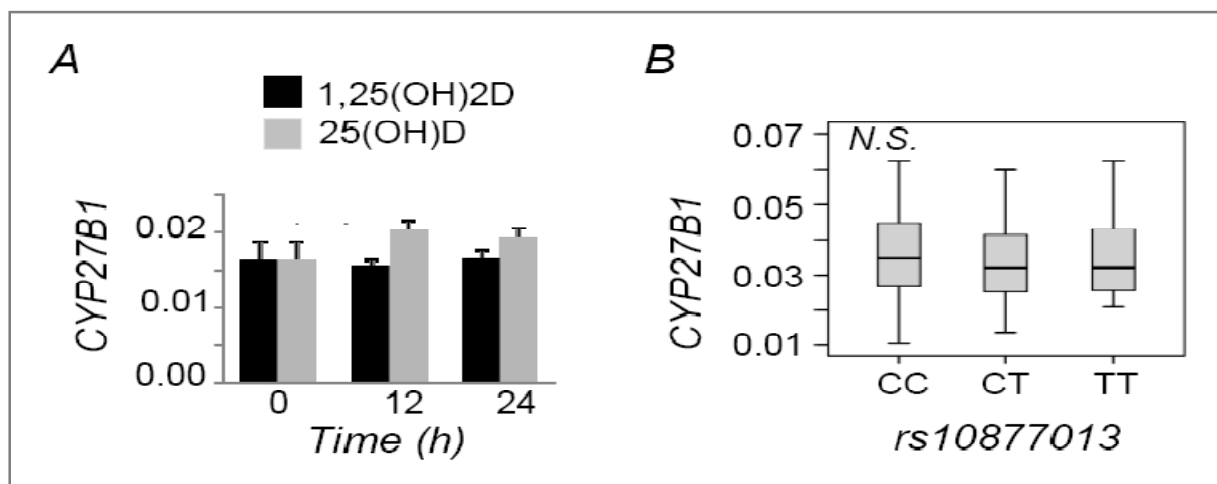 A
1,25(OH)2D
25(OH)D
CYP27B1
0.02
0.01
0.00
0 12 24
Time (h)
B
N.S.
CYP27B1
0.07
0.05
0.03
0.01
CC CT TT
rs10877013